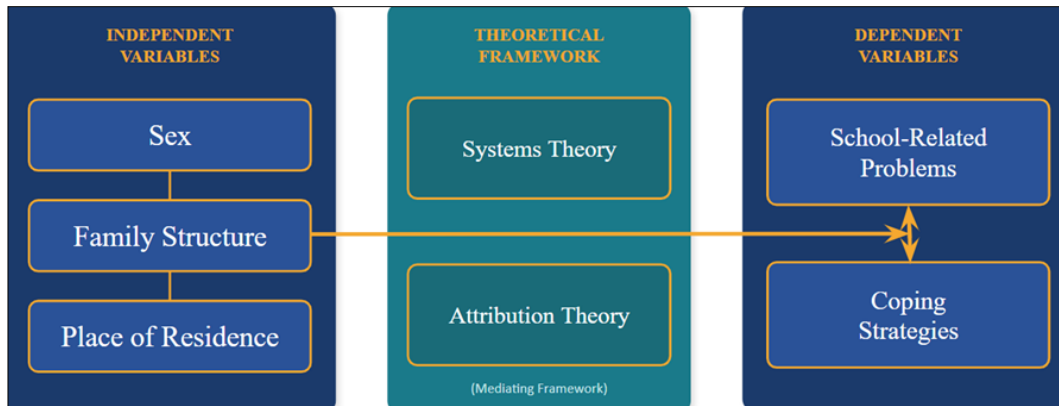 INDEPENDENT
VARIABLES
Sex
Family Structure
Place of Residence
THEORETICAL
FRAMEWORK
Systems Theory
Attribution Theory
(Mediating Framework)
DEPENDENT
VARIABLES
School-Related
Problems
Coping
Strategies